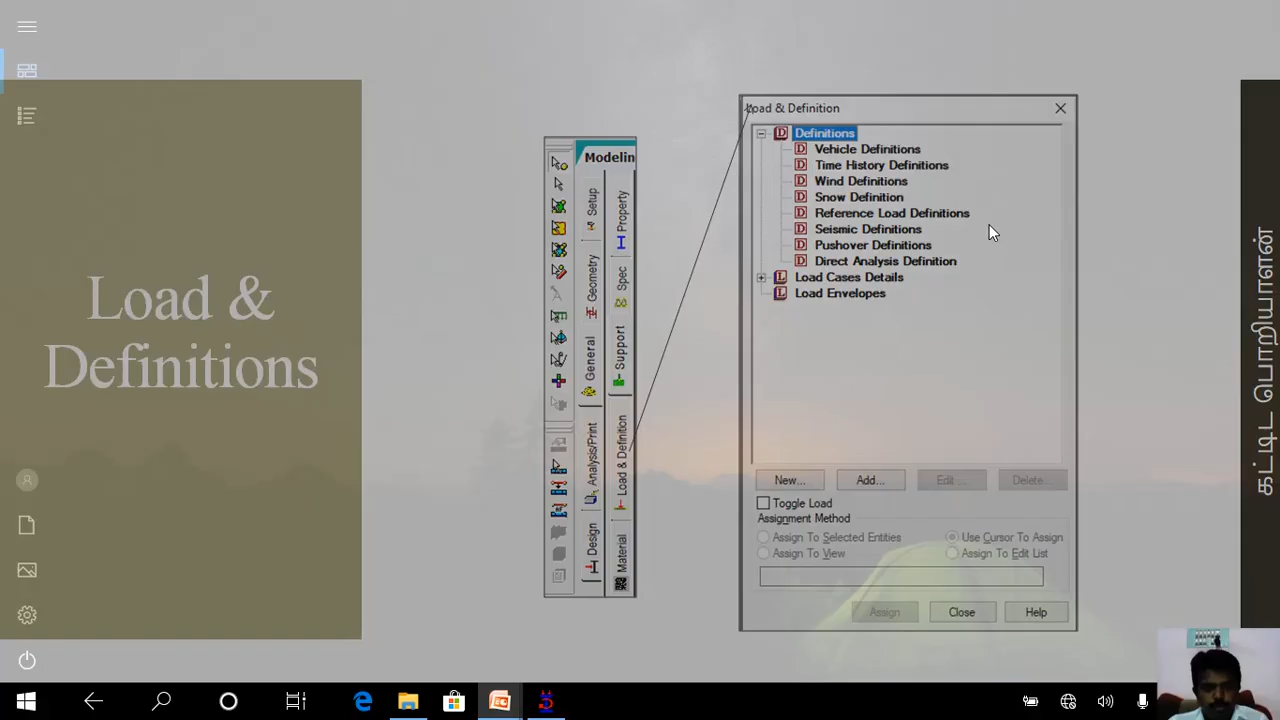 Load &
Definitions
Modelin
Setup
Geometry
General
Analysis/Print
Design
Property
Spec
Support
Load & Definition
Material
Load & Definition
Definitions
Vehicle Definitions
Time History Definitions
Wind Definitions
Snow Definition
Reference Load Definitions
Seismic Definitions
Pushover Definitions
Direct Analysis Definition
Load Cases Details
Load Envelopes
New...
Add...
Edit ...
Delete...
Toggle Load
Assignment Method
Assign To Selected Entities
Use Cursor To Assign
Assign To View
Assign To Edit List
Assign
Close
Help
கட்டிட பொறியாளன்